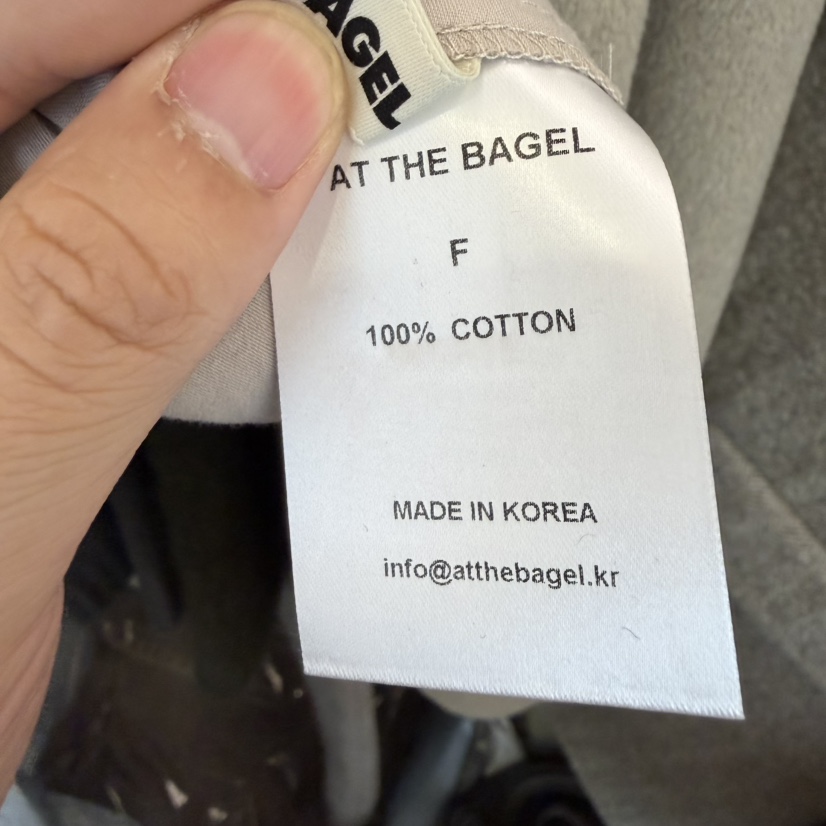 AGEL
AT THE BAGEL
F
100% COTTON
MADE IN KOREA
info@atthebagel.kr